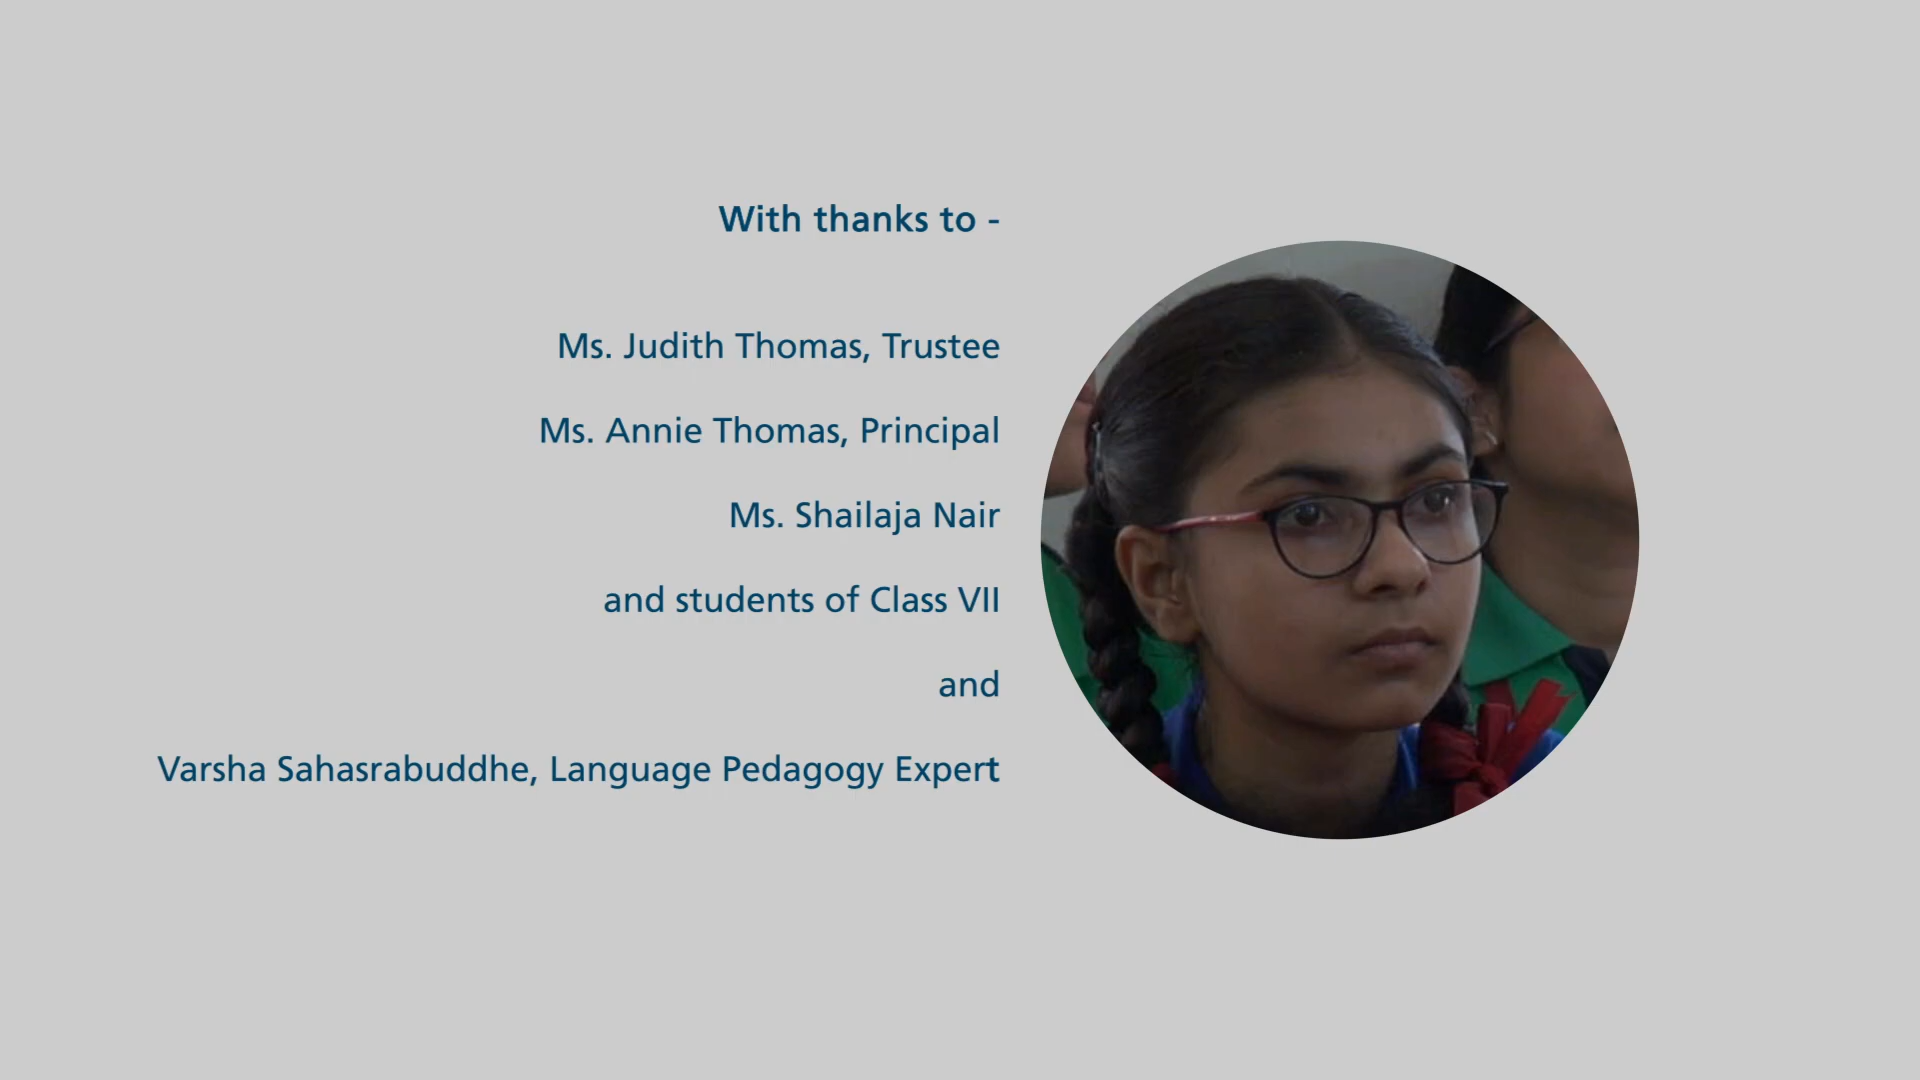 With thanks to -
Ms. Judith Thomas, Trustee
Ms. Annie Thomas, Principal
Ms. Shailaja Nair
and students of Class VII
and
Varsha Sahasrabuddhe, Language Pedagogy Expert